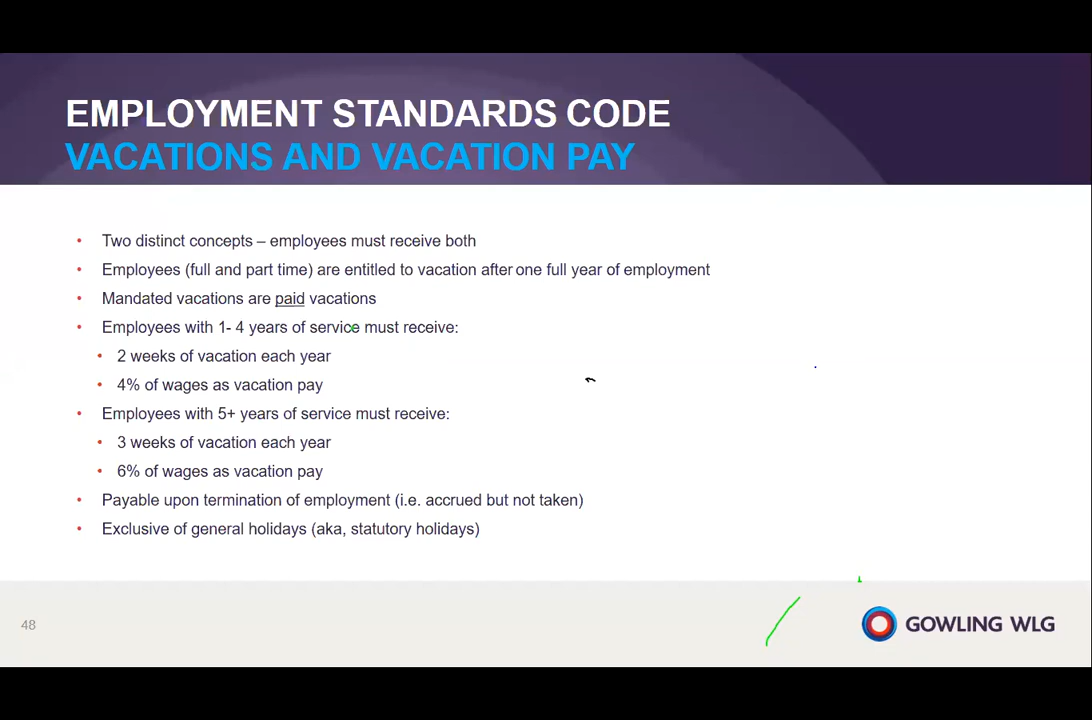 EMPLOYMENT STANDARDS CODE
VACATIONS AND VACATION PAY
• Two distinct concepts – employees must receive both
• Employees (full and part time) are entitled to vacation after one full year of employment
• Mandated vacations are paid vacations
• Employees with 1- 4 years of service must receive:
• 2 weeks of vacation each year
• 4% of wages as vacation pay
• Employees with 5+ years of service must receive:
• 3 weeks of vacation each year
• 6% of wages as vacation pay
• Payable upon termination of employment (i.e. accrued but not taken)
• Exclusive of general holidays (aka, statutory holidays)
48
GOWLING WLG